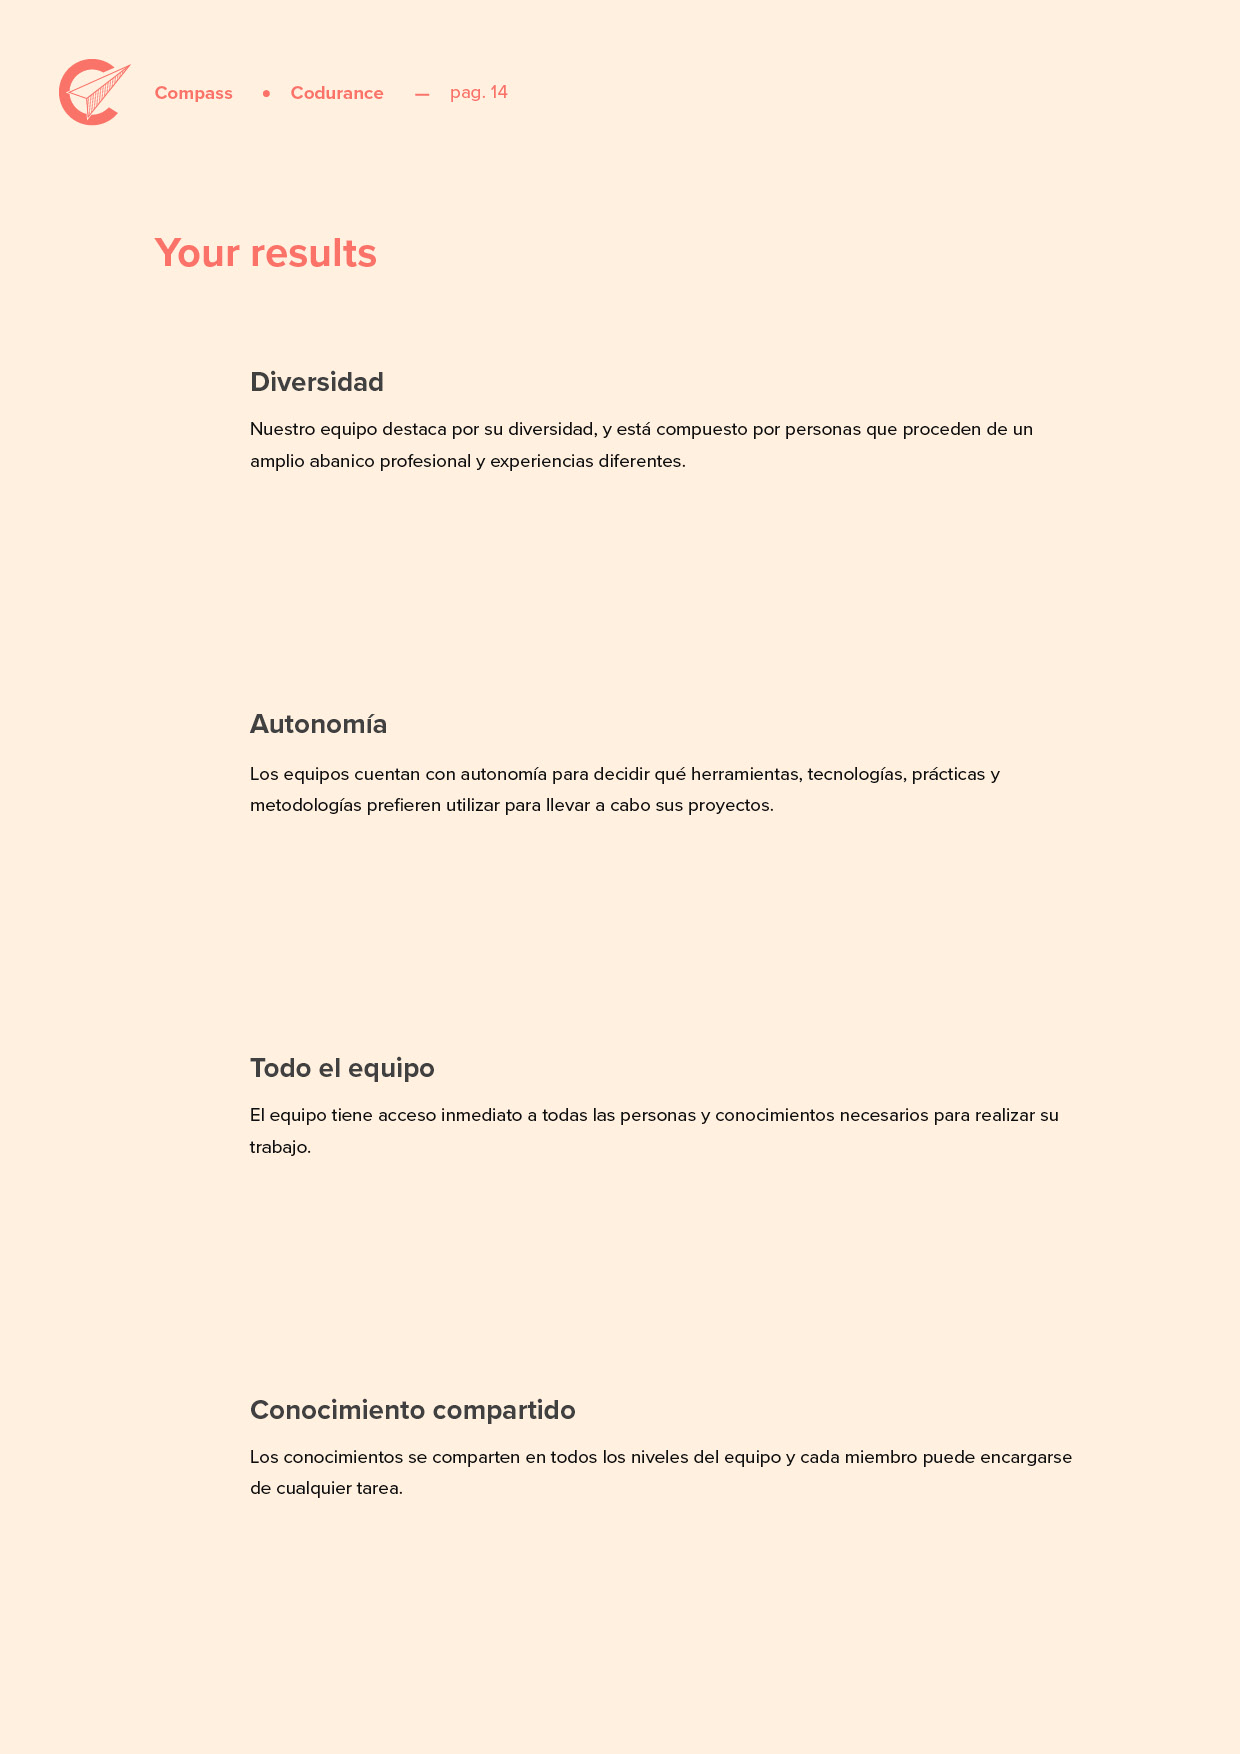 Compass • Codurance — pag. 14
Your results
Diversidad
Nuestro equipo destaca por su diversidad, y está compuesto por personas que proceden de un
amplio abanico profesional y experiencias diferentes.
Autonomía
Los equipos cuentan con autonomía para decidir qué herramientas, tecnologías, prácticas y
metodologías prefieren utilizar para llevar a cabo sus proyectos.
Todo el equipo
El equipo tiene acceso inmediato a todas las personas y conocimientos necesarios para realizar su
trabajo.
Conocimiento compartido
Los conocimientos se comparten en todos los niveles del equipo y cada miembro puede encargarse
de cualquier tarea.